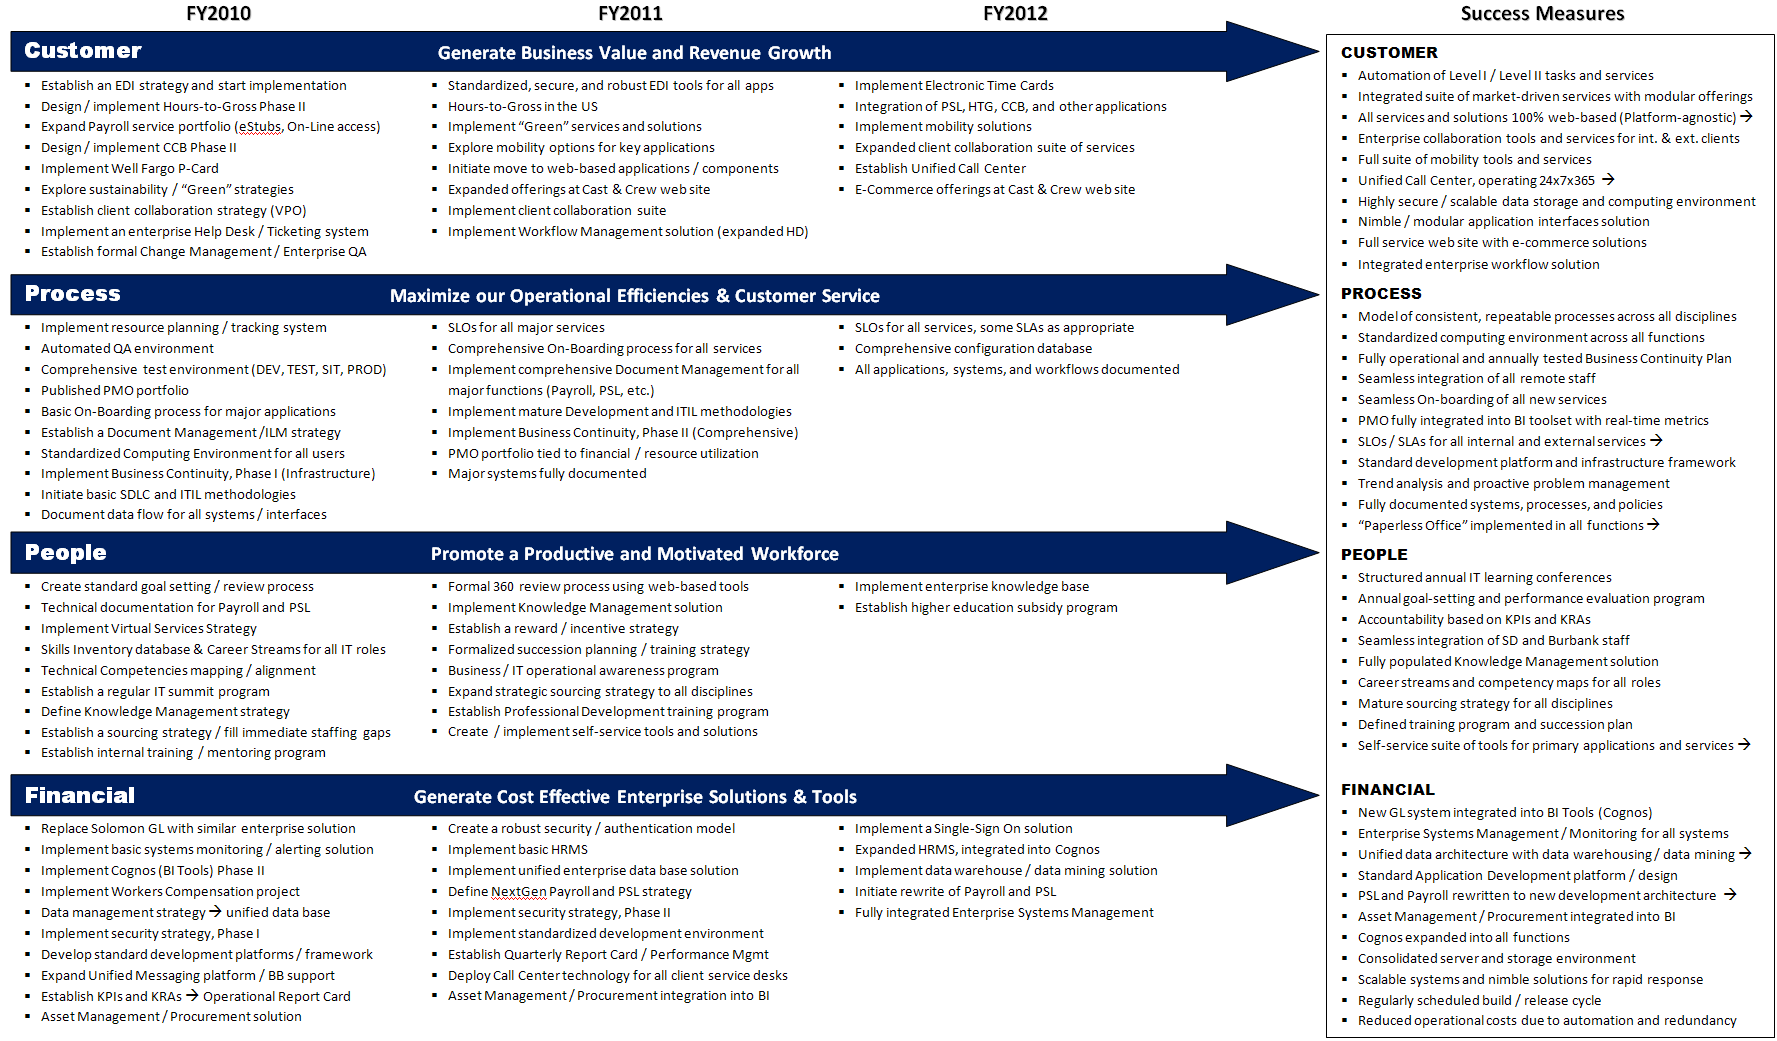 FY2010
FY2011
FY2012
Success Measures
Customer
Generate Business Value and Revenue Growth
Establish an EDI strategy and start implementation
Design / implement Hours-to-Gross Phase II
Expand Payroll service portfolio (eStubs, On-Line access)
Design / implement CCB Phase II
Implement Well Fargo P-Card
Explore sustainability / “Green” strategies
Establish client collaboration strategy (VPO)
Implement an enterprise Help Desk / Ticketing system
Establish formal Change Management / Enterprise QA
Standardized, secure, and robust EDI tools for all apps
Hours-to-Gross in the US
Implement “Green” services and solutions
Explore mobility options for key applications
Initiate move to web-based applications / components
Expanded offerings at Cast & Crew web site
Implement client collaboration suite
Implement Workflow Management solution (expanded HD)
Implement Electronic Time Cards
Integration of PSL, HTG, CCB, and other applications
Implement mobility solutions
Expanded client collaboration suite of services
Establish Unified Call Center
E-Commerce offerings at Cast & Crew web site
Process
Maximize our Operational Efficiencies & Customer Service
Implement resource planning / tracking system
Automated QA environment
Comprehensive test environment (DEV, TEST, SIT, PROD)
Published PMO portfolio
Basic On-Boarding process for major applications
Establish a Document Management /ILM strategy
Standardized Computing Environment for all users
Implement Business Continuity, Phase I (Infrastructure)
Initiate basic SDLC and ITIL methodologies
Document data flow for all systems / interfaces
SLOs for all major services
Comprehensive On-Boarding process for all services
Implement comprehensive Document Management for all
major functions (Payroll, PSL, etc.)
Implement mature Development and ITIL methodologies
Implement Business Continuity, Phase II (Comprehensive)
PMO portfolio tied to financial / resource utilization
Major systems fully documented
SLOs for all services, some SLAs as appropriate
Comprehensive configuration database
All applications, systems, and workflows documented
People
Promote a Productive and Motivated Workforce
Create standard goal setting / review process
Technical documentation for Payroll and PSL
Implement Virtual Services Strategy
Skills Inventory database & Career Streams for all IT roles
Technical Competencies mapping / alignment
Establish a regular IT summit program
Define Knowledge Management strategy
Establish a sourcing strategy / fill immediate staffing gaps
Establish internal training / mentoring program
Formal 360 review process using web-based tools
Implement Knowledge Management solution
Establish a reward / incentive strategy
Formalized succession planning / training strategy
Business / IT operational awareness program
Expand strategic sourcing strategy to all disciplines
Establish Professional Development training program
Create / implement self-service tools and solutions
Implement enterprise knowledge base
Establish higher education subsidy program
Financial
Generate Cost Effective Enterprise Solutions & Tools
Replace Solomon GL with similar enterprise solution
Implement basic systems monitoring / alerting solution
Implement Cognos (BI Tools) Phase II
Implement Workers Compensation project
Data management strategy → unified data base
Implement security strategy, Phase I
Develop standard development platforms / framework
Expand Unified Messaging platform / BB support
Establish KPIs and KRAs → Operational Report Card
Asset Management / Procurement solution
Create a robust security / authentication model
Implement basic HRMS
Implement unified enterprise data base solution
Define NextGen Payroll and PSL strategy
Implement security strategy, Phase II
Implement standardized development environment
Establish Quarterly Report Card / Performance Mgmt
Deploy Call Center technology for all client service desks
Asset Management / Procurement integration into BI
Implement a Single-Sign On solution
Expanded HRMS, integrated into Cognos
Implement data warehouse / data mining solution
Initiate rewrite of Payroll and PSL
Fully integrated Enterprise Systems Management
CUSTOMER
Automation of Level I / Level II tasks and services
Integrated suite of market-driven services with modular offerings
All services and solutions 100% web-based (Platform-agnostic) →
Enterprise collaboration tools and services for int. & ext. clients
Full suite of mobility tools and services
Unified Call Center, operating 24x7x365 →
Highly secure / scalable data storage and computing environment
Nimble / modular application interfaces solution
Full service web site with e-commerce solutions
Integrated enterprise workflow solution
PROCESS
Model of consistent, repeatable processes across all disciplines
Standardized computing environment across all functions
Fully operational and annually tested Business Continuity Plan
Seamless integration of all remote staff
Seamless On-boarding of all new services
PMO fully integrated into BI toolset with real-time metrics
SLOs / SLAs for all internal and external services →
Standard development platform and infrastructure framework
Trend analysis and proactive problem management
Fully documented systems, processes, and policies
“Paperless Office” implemented in all functions →
PEOPLE
Structured annual IT learning conferences
Annual goal-setting and performance evaluation program
Accountability based on KPIs and KRAs
Seamless integration of SD and Burbank staff
Fully populated Knowledge Management solution
Career streams and competency maps for all roles
Mature sourcing strategy for all disciplines
Defined training program and succession plan
Self-service suite of tools for primary applications and services →
FINANCIAL
New GL system integrated into BI Tools (Cognos)
Enterprise Systems Management / Monitoring for all systems
Unified data architecture with data warehousing / data mining →
Standard Application Development platform / design
PSL and Payroll rewritten to new development architecture →
Asset Management / Procurement integrated into BI
Cognos expanded into all functions
Consolidated server and storage environment
Scalable systems and nimble solutions for rapid response
Regularly scheduled build / release cycle
Reduced operational costs due to automation and redundancy